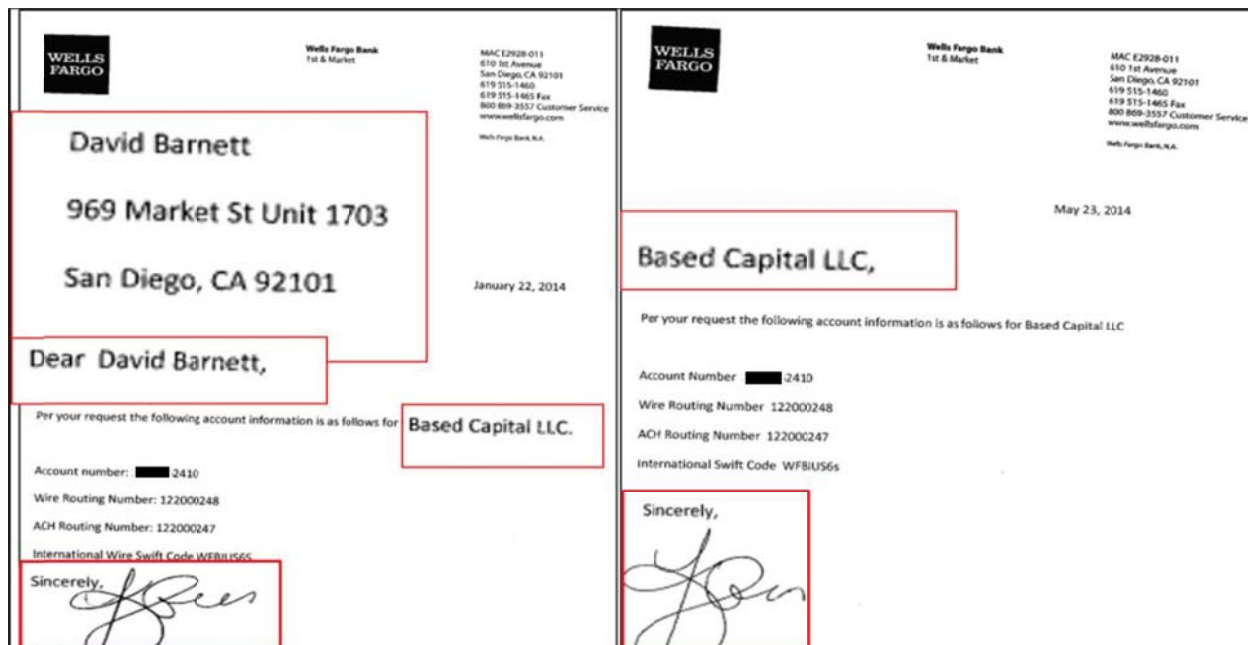 WELLS
FARGO
Wells Fargo Bank
1st & Market
MAC E2928-011
610 1st Avenue
San Diego, CA 92101
619 515-1460
619 515-1465 Fax
800 869-3557 Customer Service
www.wellsfargo.com
Wells Fargo Bank, N.A.
David Barnett
969 Market St Unit 1703
San Diego, CA 92101
January 22, 2014
Dear David Barnett,
Per your request the following account information is as follows for Based Capital LLC.
Account number: 2410
Wire Routing Number: 122000248
ACH Routing Number: 122000247
International Wire Swift Code WFBIUS6S
Sincerely,
WELLS
FARGO
Wells Fargo Bank
1st & Market
MAC E2928-011
610 1st Avenue
San Diego, CA 92101
619 515-1460
619 515-1465 Fax
800 869-3557 Customer Service
www.wellsfargo.com
Wells Fargo Bank, N.A.
May 23, 2014
Based Capital LLC,
Per your request the following account information is as follows for Based Capital LLC
Account Number -2410
Wire Routing Number 122000248
ACH Routing Number 122000247
International Swift Code WFBIUS6s
Sincerely,